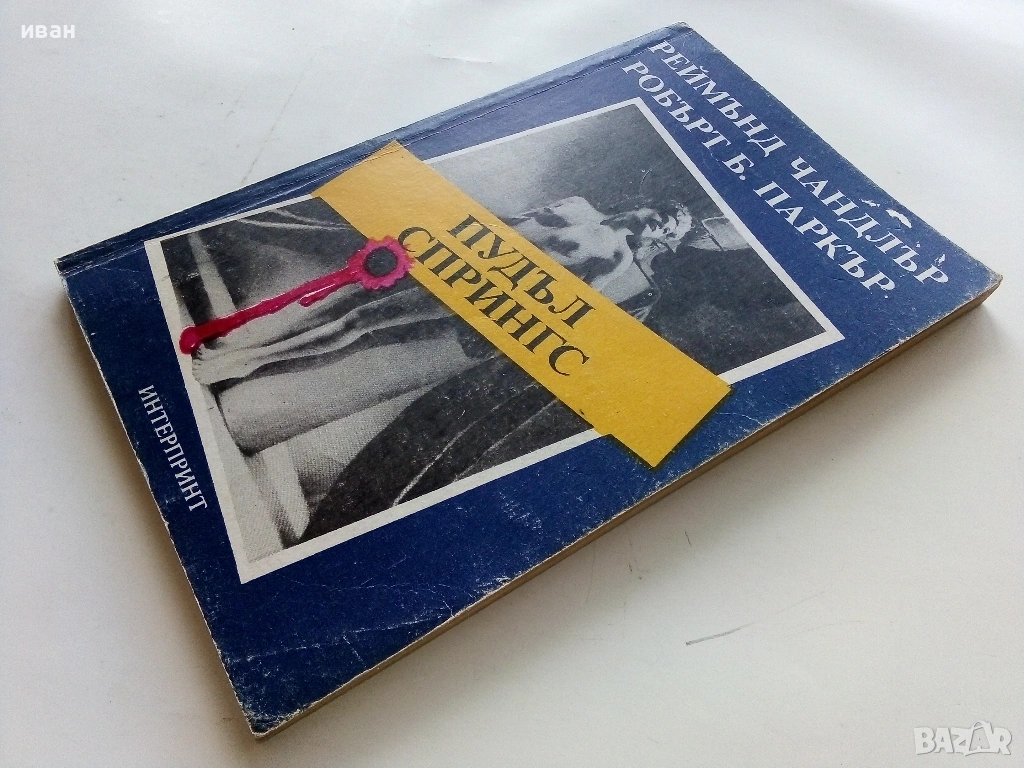 иван
РЕЙМЪНД ЧАНДЛЪР
РОБЪРТ Б. ПАРКЪР.
ПУДЪЛ
СПРИНГС
ИНТЕРПРИНТ
BAZAR